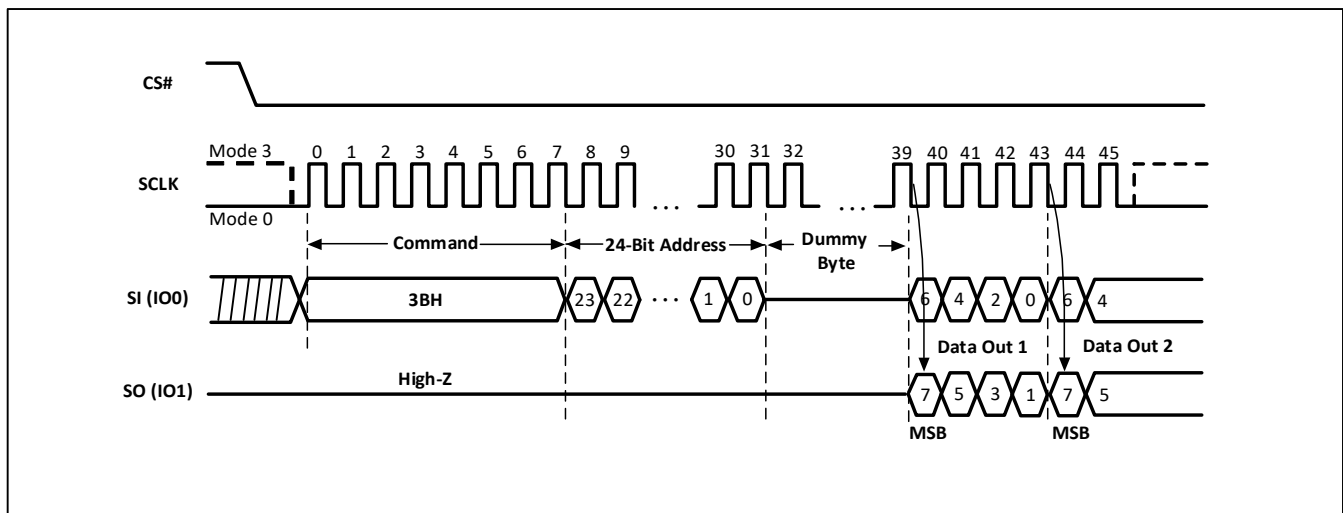 CS#
Mode 3 0 1 2 3 4 5 6 7 8 9 30 31 32 39 40 41 42 43 44 45
SCLK
... ...
Mode 0
Command 24-Bit Address Dummy
Byte
SI (IO0) 3BH 23 22 ... 1 0 6 4 2 0 6 4
Data Out 1 Data Out 2
High-Z
SO (IO1) 7 5 3 1 7 5
MSB MSB